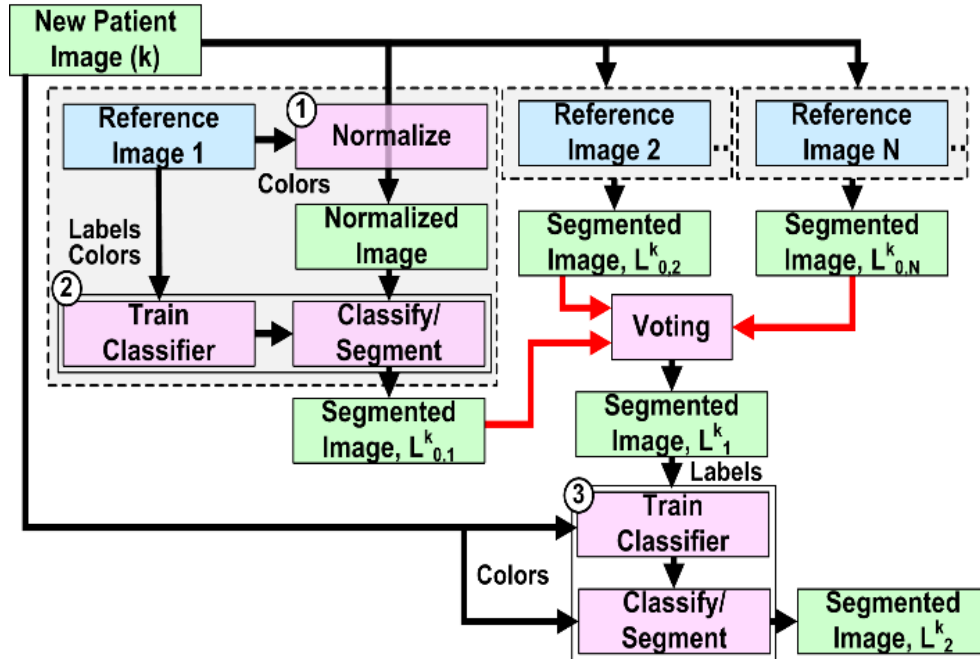 New Patient
Image (k)
1
Reference
Image 1
Normalize
Reference
Image 2
..
Reference
Image N
..
Colors
Labels
Colors
Normalized
Image
Segmented
Image, L^k_0,2
Segmented
Image, L^k_0,N
2
Train
Classifier
Classify/
Segment
Voting
Segmented
Image, L^k_0,1
Segmented
Image, L^k_1
Labels
3
Train
Classifier
Colors
Classify/
Segment
Segmented
Image, L^k_2